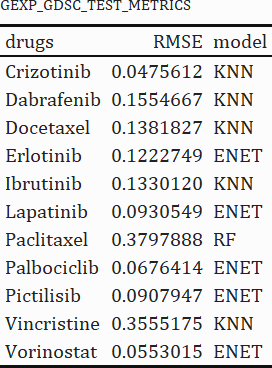 GEXP_GDSC_TEST_METRICS
drugs RMSE model
Crizotinib 0.0475612 KNN
Dabrafenib 0.1554667 KNN
Docetaxel 0.1381827 KNN
Erlotinib 0.1222749 ENET
Ibrutinib 0.1330120 KNN
Lapatinib 0.0930549 ENET
Paclitaxel 0.3797888 RF
Palbociclib 0.0676414 ENET
Pictilisib 0.0907947 ENET
Vincristine 0.3555175 KNN
Vorinostat 0.0553015 ENET